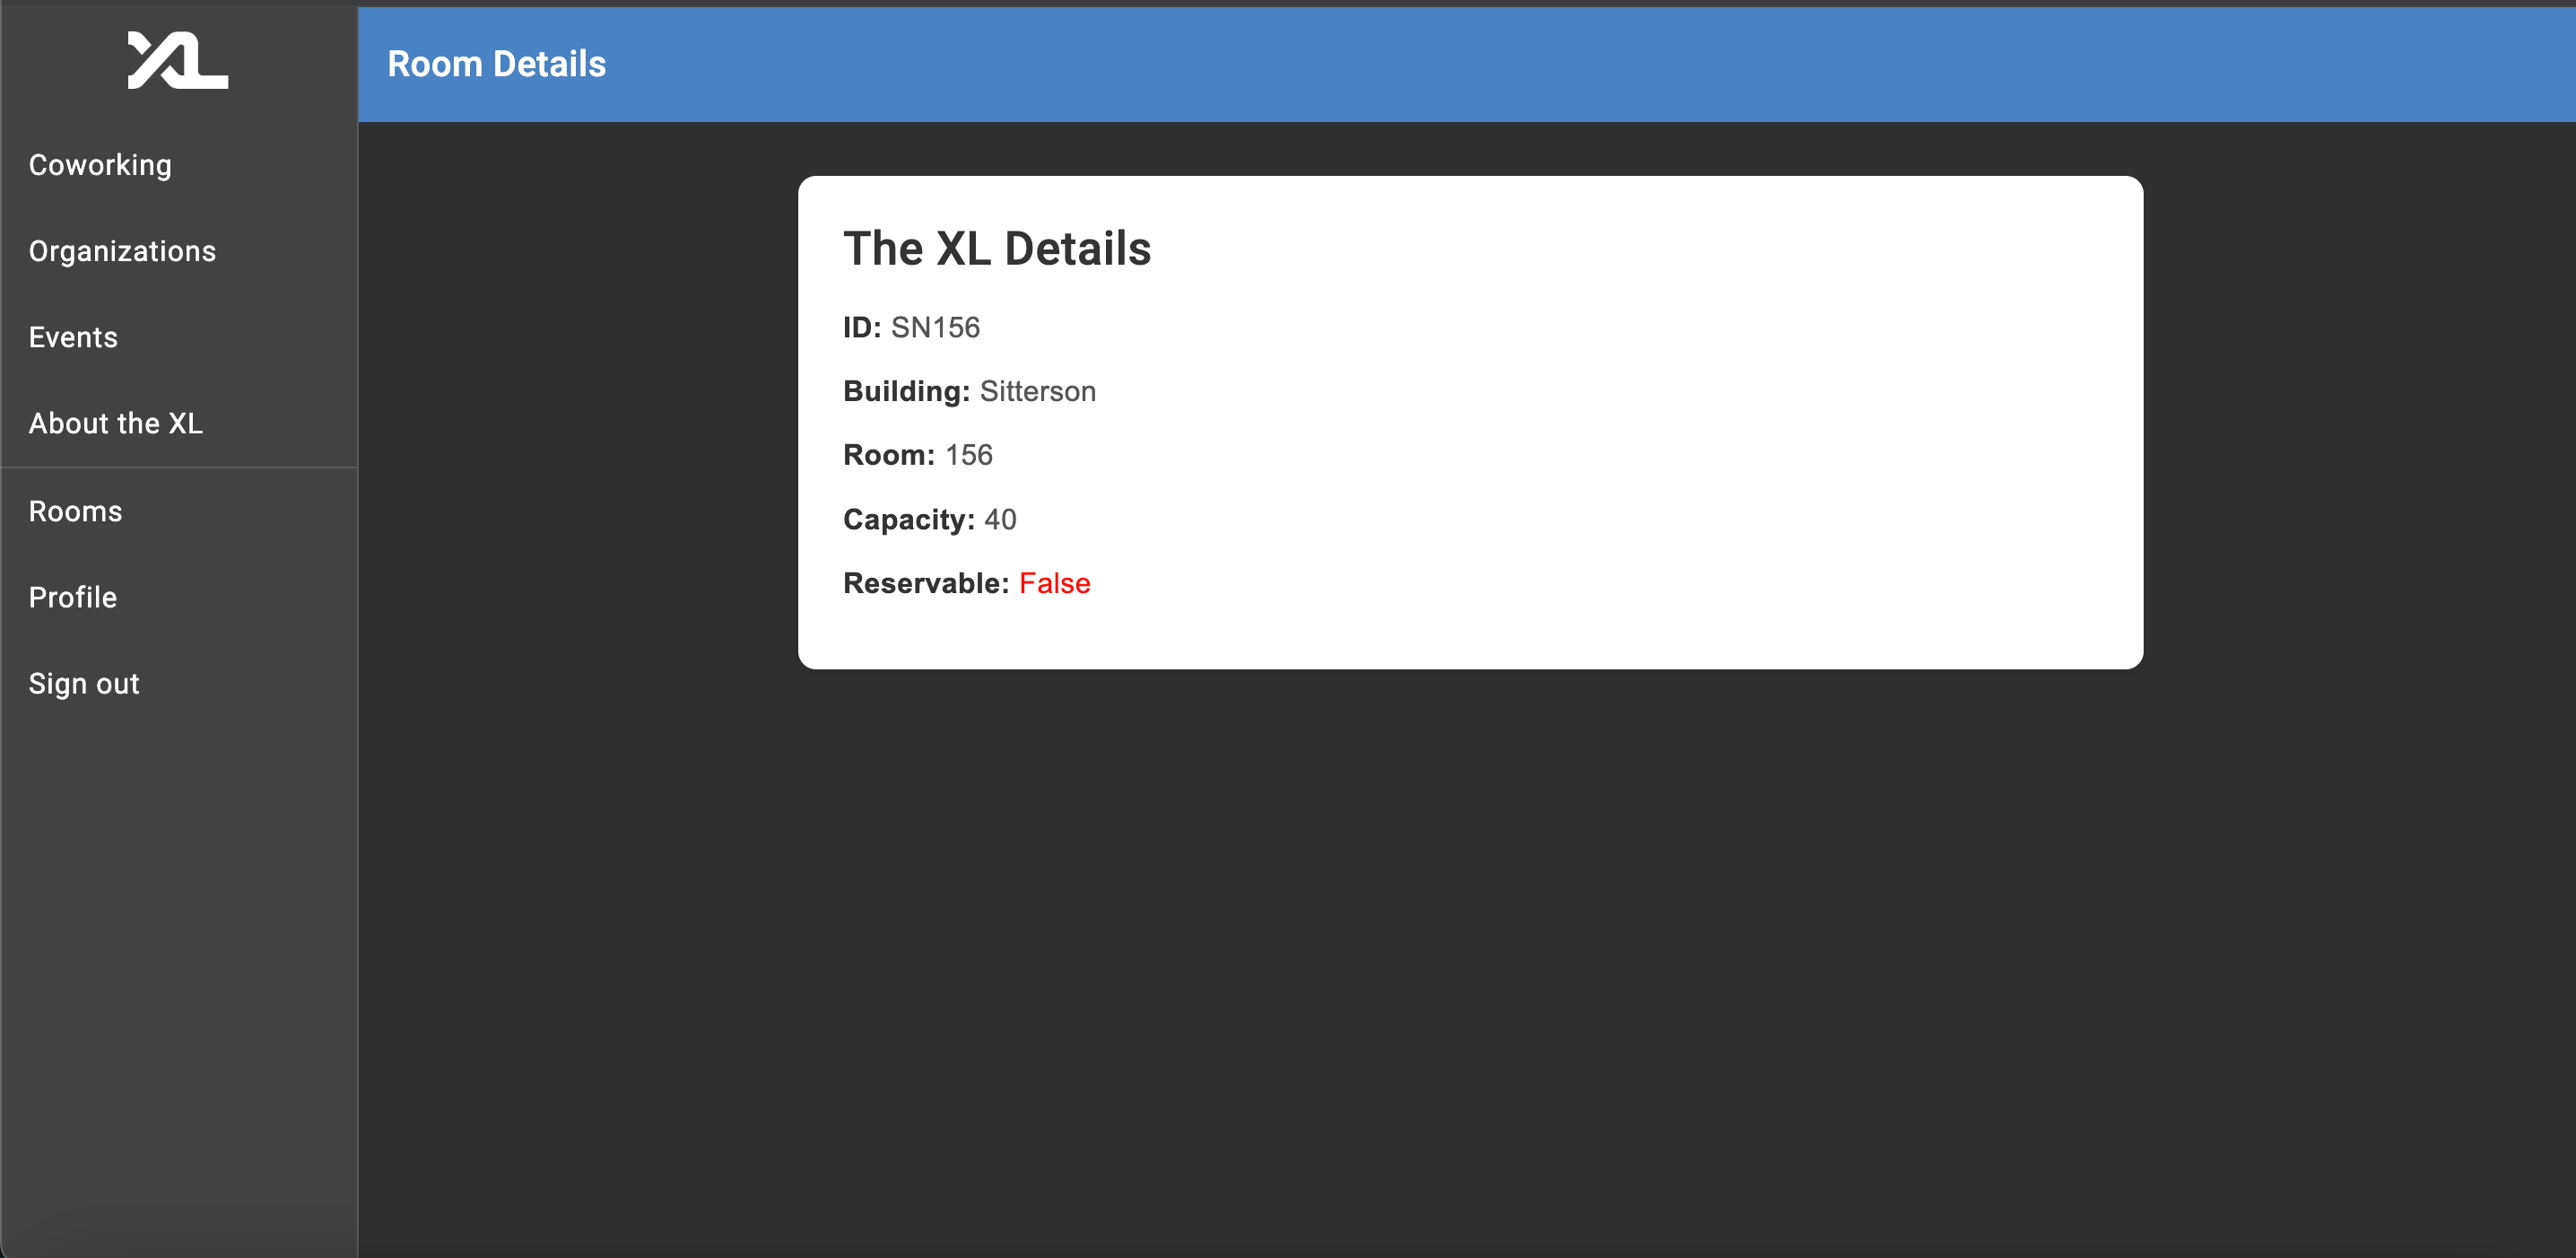 XL
Room Details
Coworking
Organizations
Events
About the XL
Rooms
Profile
Sign out
The XL Details
ID: SN156
Building: Sitterson
Room: 156
Capacity: 40
Reservable: False